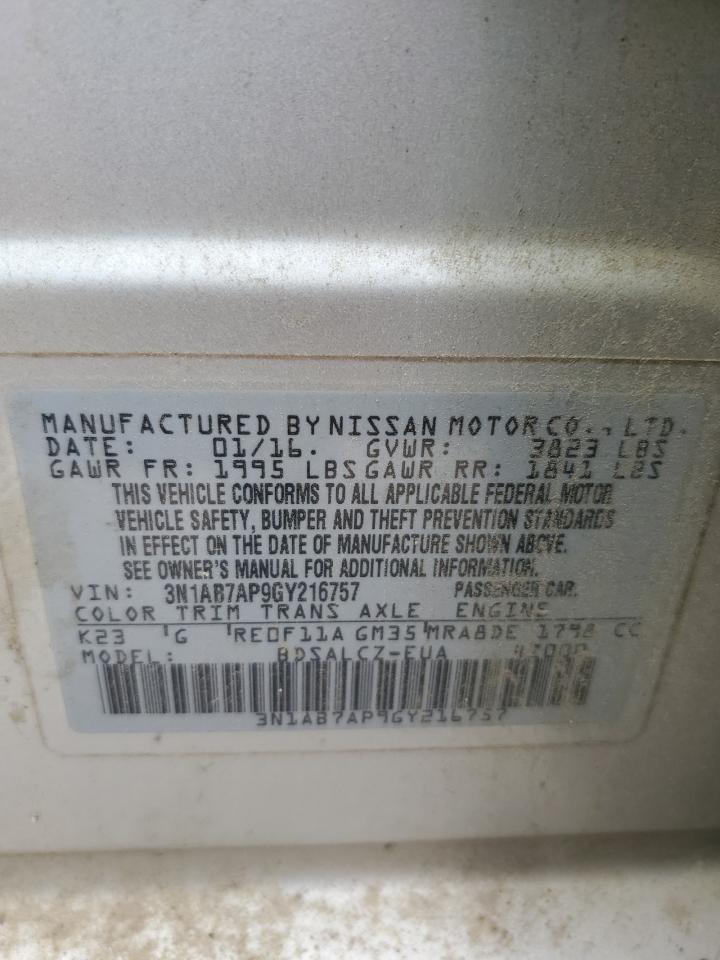 MANUFACTURED BY NISSAN MOTOR CO., LTD.
DATE: 01/16. GVWR: 3823 LBS
GAWR FR: 1995 LBS GAWR RR: 1841 LBS
THIS VEHICLE CONFORMS TO ALL APPLICABLE FEDERAL MOTOR
VEHICLE SAFETY, BUMPER AND THEFT PREVENTION STANDARDS
IN EFFECT ON THE DATE OF MANUFACTURE SHOWN ABOVE.
SEE OWNER'S MANUAL FOR ADDITIONAL INFORMATION.
VIN: 3N1AB7AP9GY216757 PASSENGER CAR.
COLOR TRIM TRANS AXLE ENGINE
K23 G RE0F11A GM35 MRA8DE 1798 CC
MODEL: BDSALCZ-EUA
3N1AB7AP9GY216757